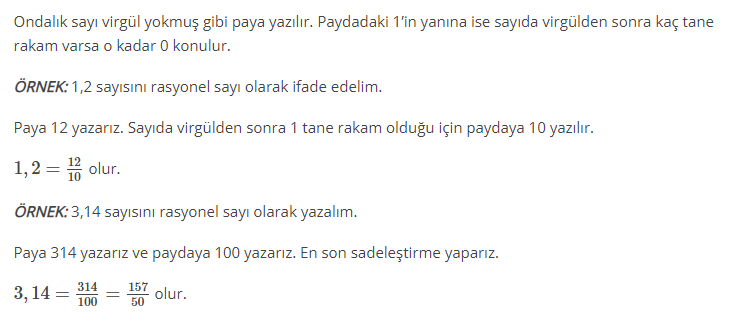 Ondalık sayı virgül yokmuş gibi paya yazılır. Paydadaki 1’in yanına ise sayıda virgülden sonra kaç tane
rakam varsa o kadar 0 konulur.
ÖRNEK: 1,2 sayısını rasyonel sayı olarak ifade edelim.
Paya 12 yazarız. Sayıda virgülden sonra 1 tane rakam olduğu için paydaya 10 yazılır.
1,2 = 12/10 olur.
ÖRNEK: 3,14 sayısını rasyonel sayı olarak yazalım.
Paya 314 yazarız ve paydaya 100 yazarız. En son sadeleştirme yaparız.
3,14 = 314/100 = 157/50 olur.